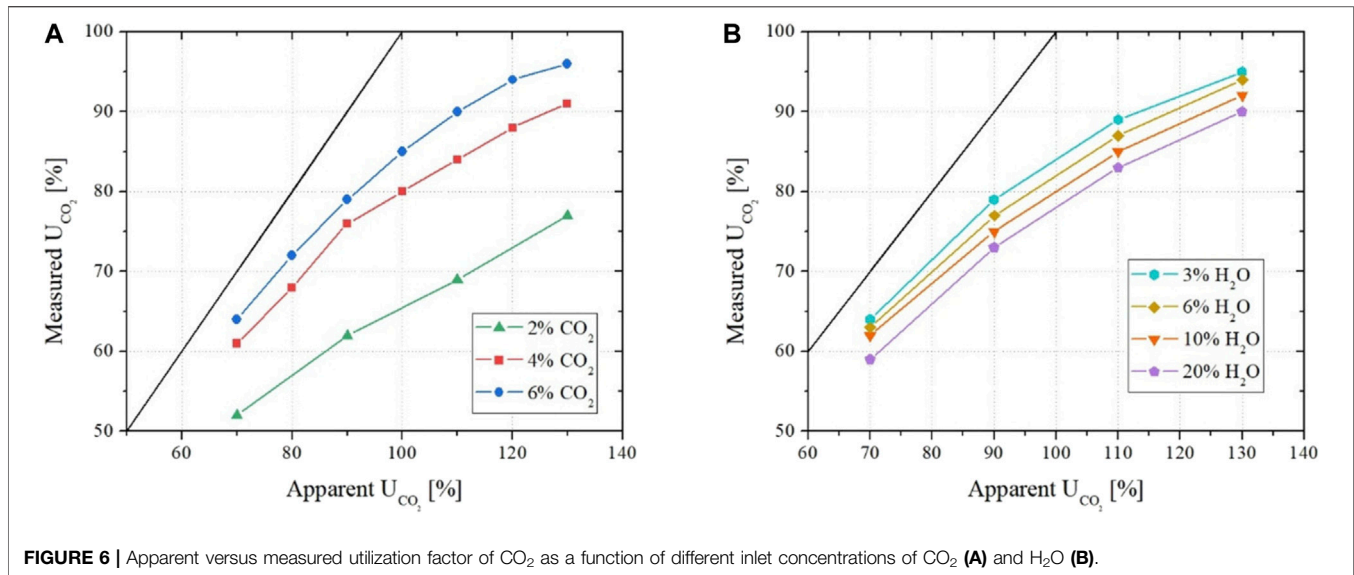 A
100
90
80
70
60
50
60
80
100
120
140
Measured U_CO₂ [%]
Apparent U_CO₂ [%]
2% CO₂
4% CO₂
6% CO₂
B
100
90
80
70
60
50
60
70
80
90
100
110
120
130
140
Measured U_CO₂ [%]
Apparent U_CO₂ [%]
3% H₂O
6% H₂O
10% H₂O
20% H₂O
FIGURE 6 | Apparent versus measured utilization factor of CO₂ as a function of different inlet concentrations of CO₂ (A) and H₂O (B).